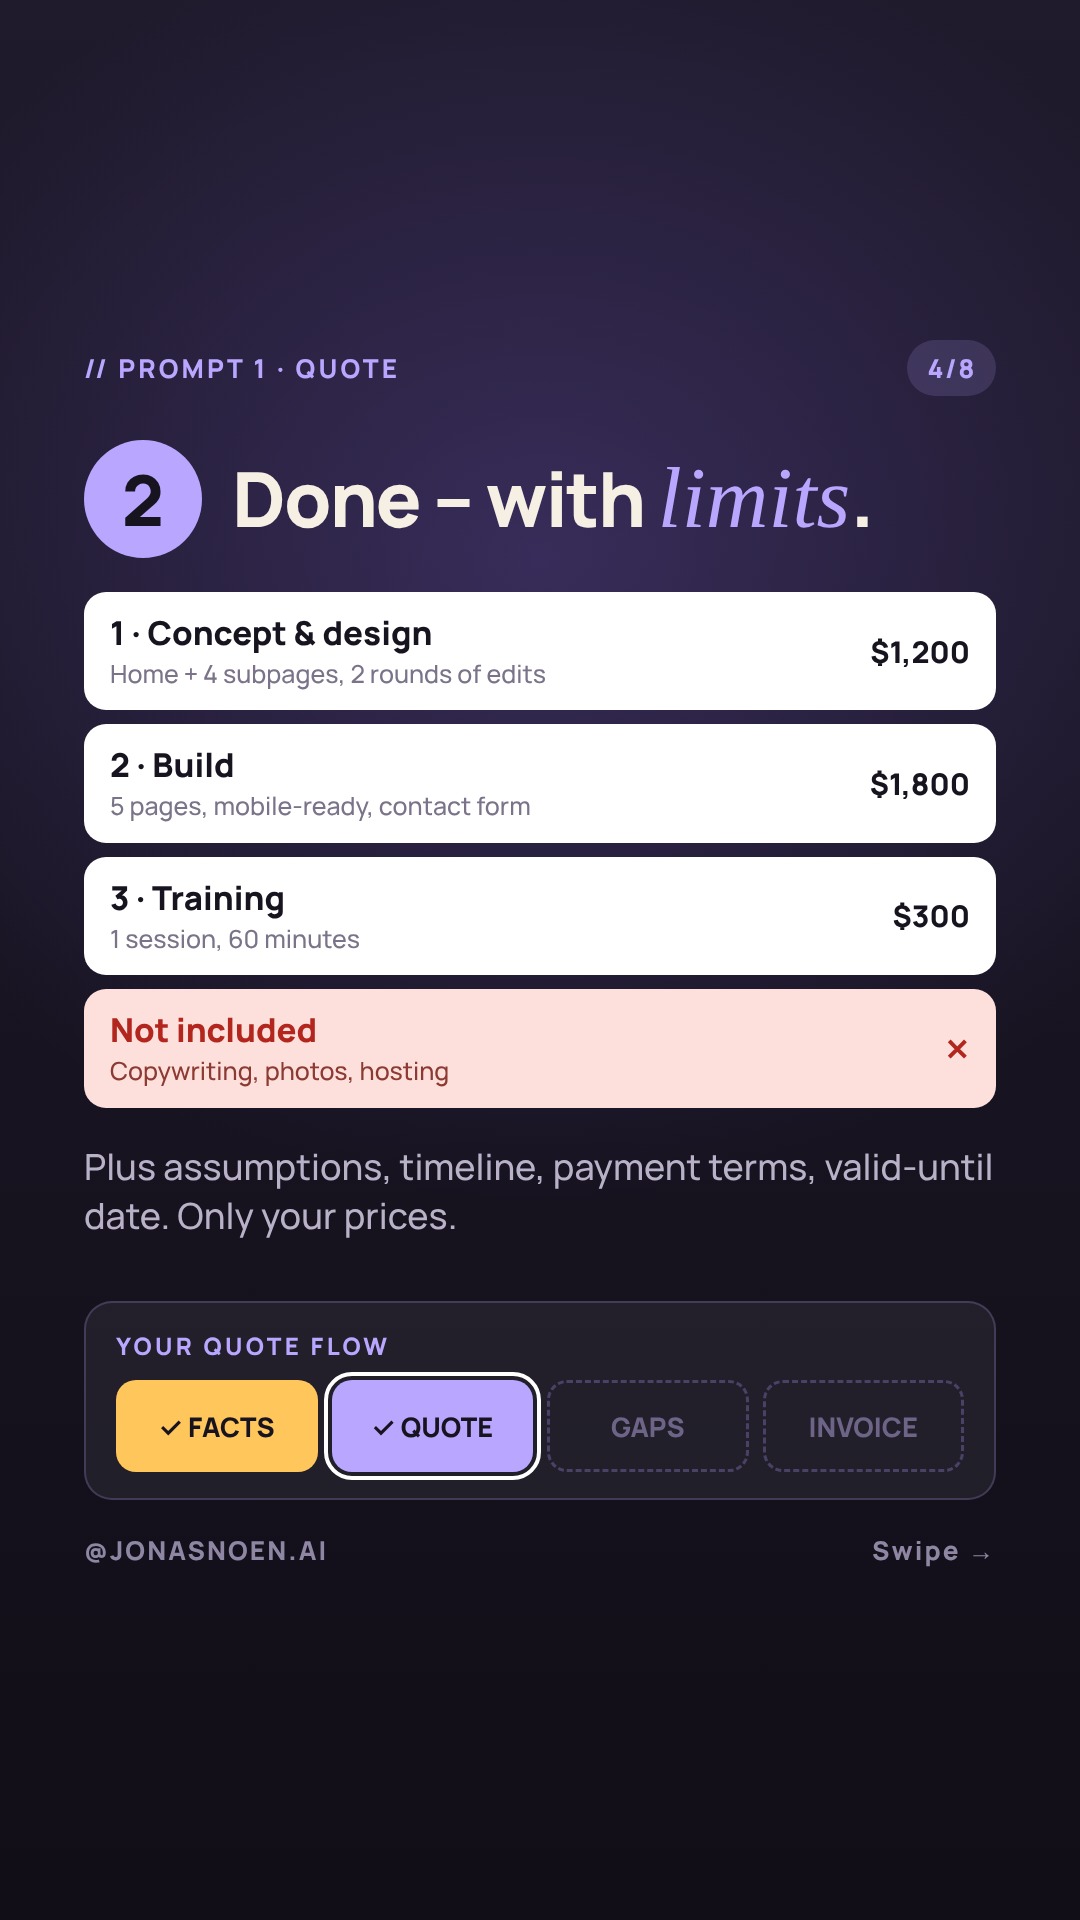 // PROMPT 1 · QUOTE
4/8
2
Done – with limits.
1 · Concept & design
Home + 4 subpages, 2 rounds of edits
$1,200
2 · Build
5 pages, mobile-ready, contact form
$1,800
3 · Training
1 session, 60 minutes
$300
Not included
Copywriting, photos, hosting
×
Plus assumptions, timeline, payment terms, valid-until
date. Only your prices.
YOUR QUOTE FLOW
✓ FACTS
✓ QUOTE
GAPS
INVOICE
@JONASNOEN.AI
Swipe →